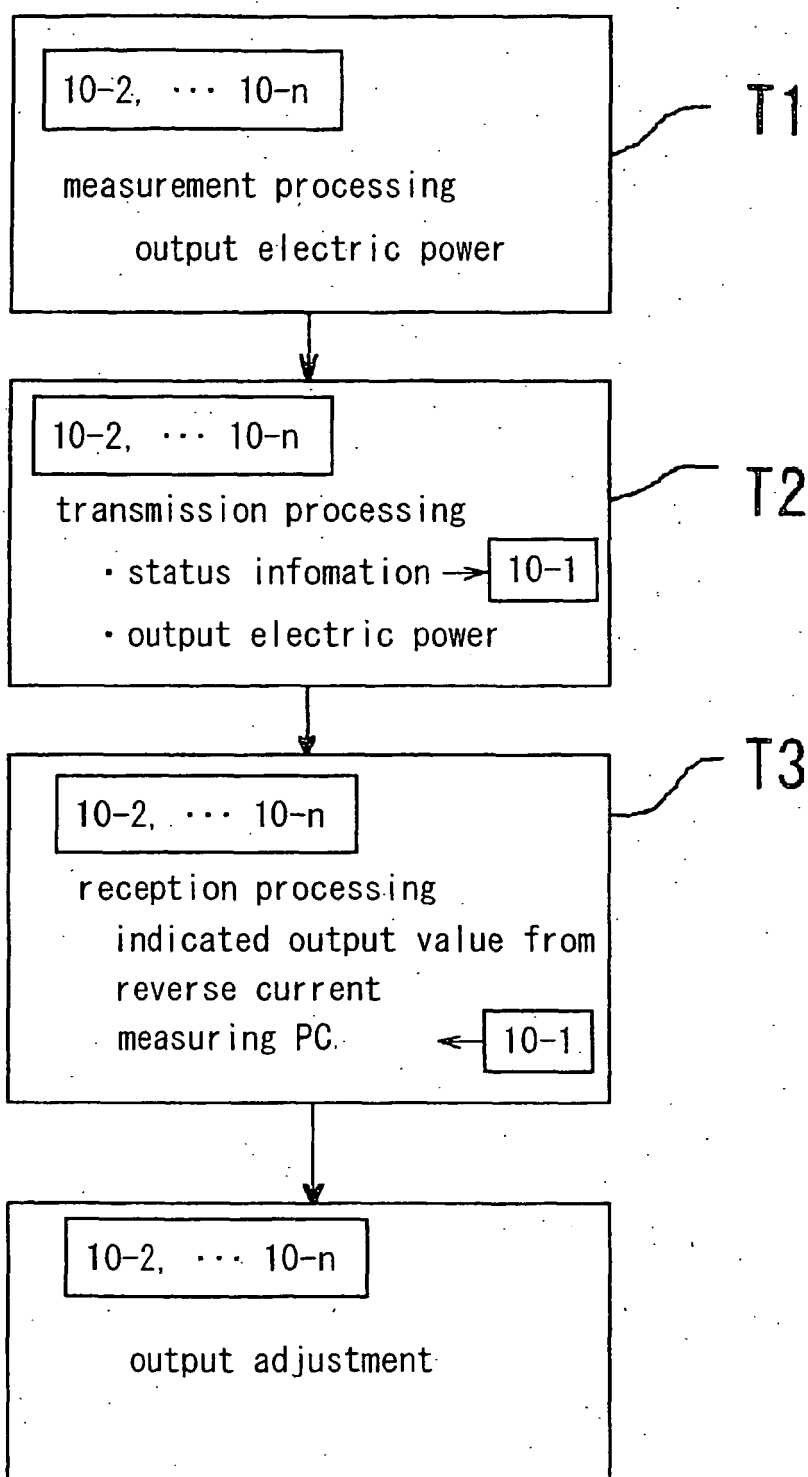 10-2, ··· 10-n
T1
measurement processing
output electric power
10-2, ··· 10-n
T2
transmission processing
・status infomation → 10-1
・output electric power
10-2, ··· 10-n
T3
reception processing
indicated output value from
reverse current
measuring PC. ← 10-1
10-2, ··· 10-n
output adjustment